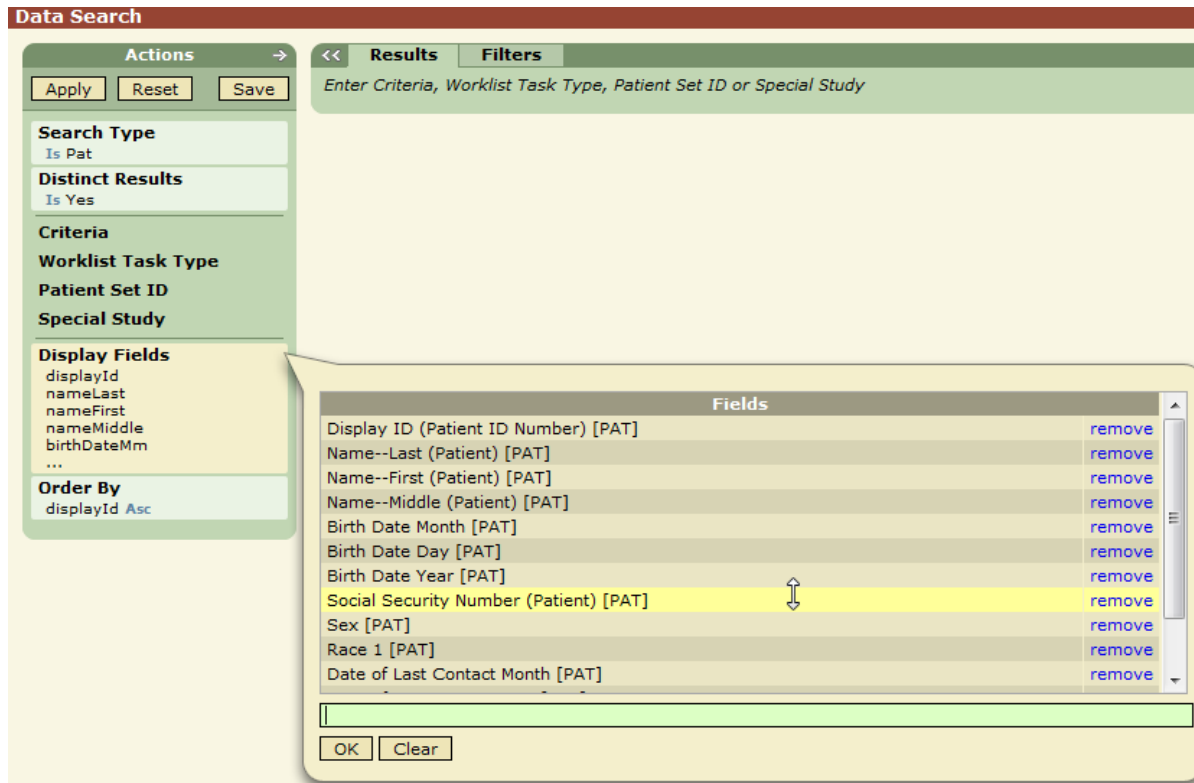 Data Search
Actions →
Apply Reset Save
Search Type
Is Pat
Distinct Results
Is Yes
Criteria
Worklist Task Type
Patient Set ID
Special Study
Display Fields
displayId
nameLast
nameFirst
nameMiddle
birthDateMm
...
Order By
displayId Asc
<< Results Filters
Enter Criteria, Worklist Task Type, Patient Set ID or Special Study
Fields
Display ID (Patient ID Number) [PAT] remove
Name--Last (Patient) [PAT] remove
Name--First (Patient) [PAT] remove
Name--Middle (Patient) [PAT] remove
Birth Date Month [PAT] remove
Birth Date Day [PAT] remove
Birth Date Year [PAT] remove
Social Security Number (Patient) [PAT] remove
Sex [PAT] remove
Race 1 [PAT] remove
Date of Last Contact Month [PAT] remove
OK Clear